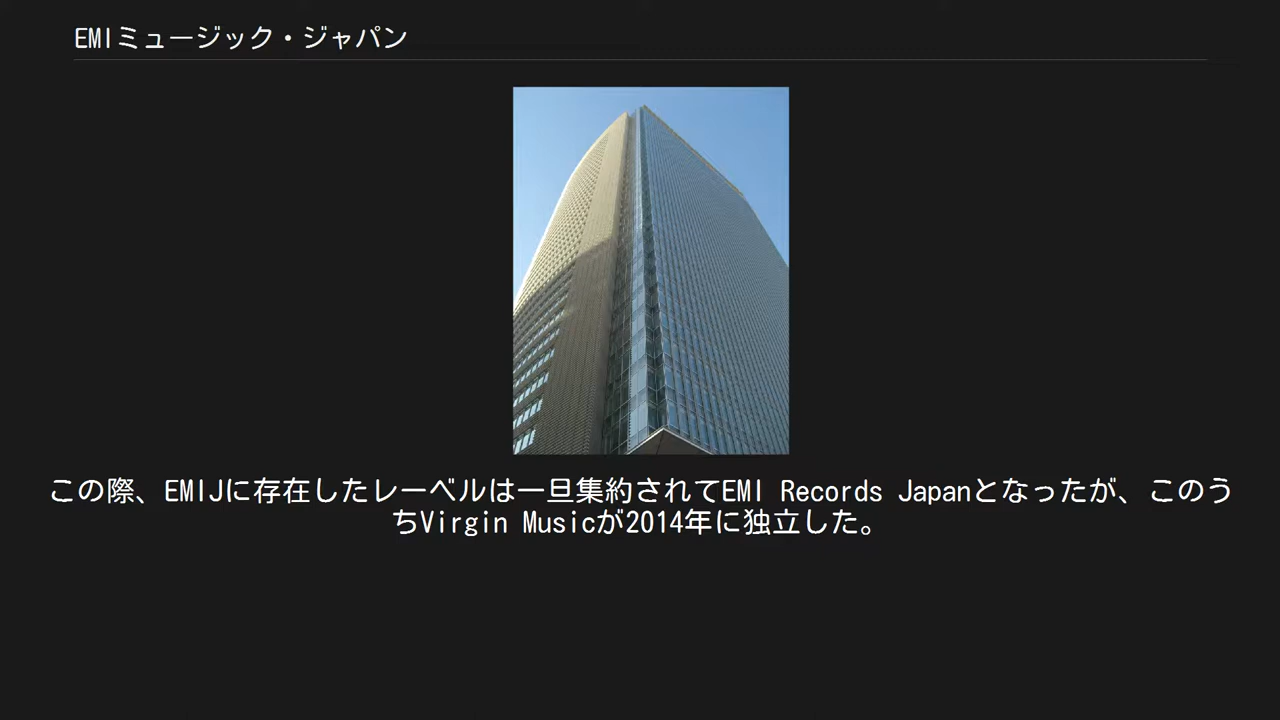 EMIミュージック・ジャパン
この際、EMIJに存在したレーベルは一旦集約されてEMI Records Japanとなったが、このう
ちVirgin Musicが2014年に独立した。